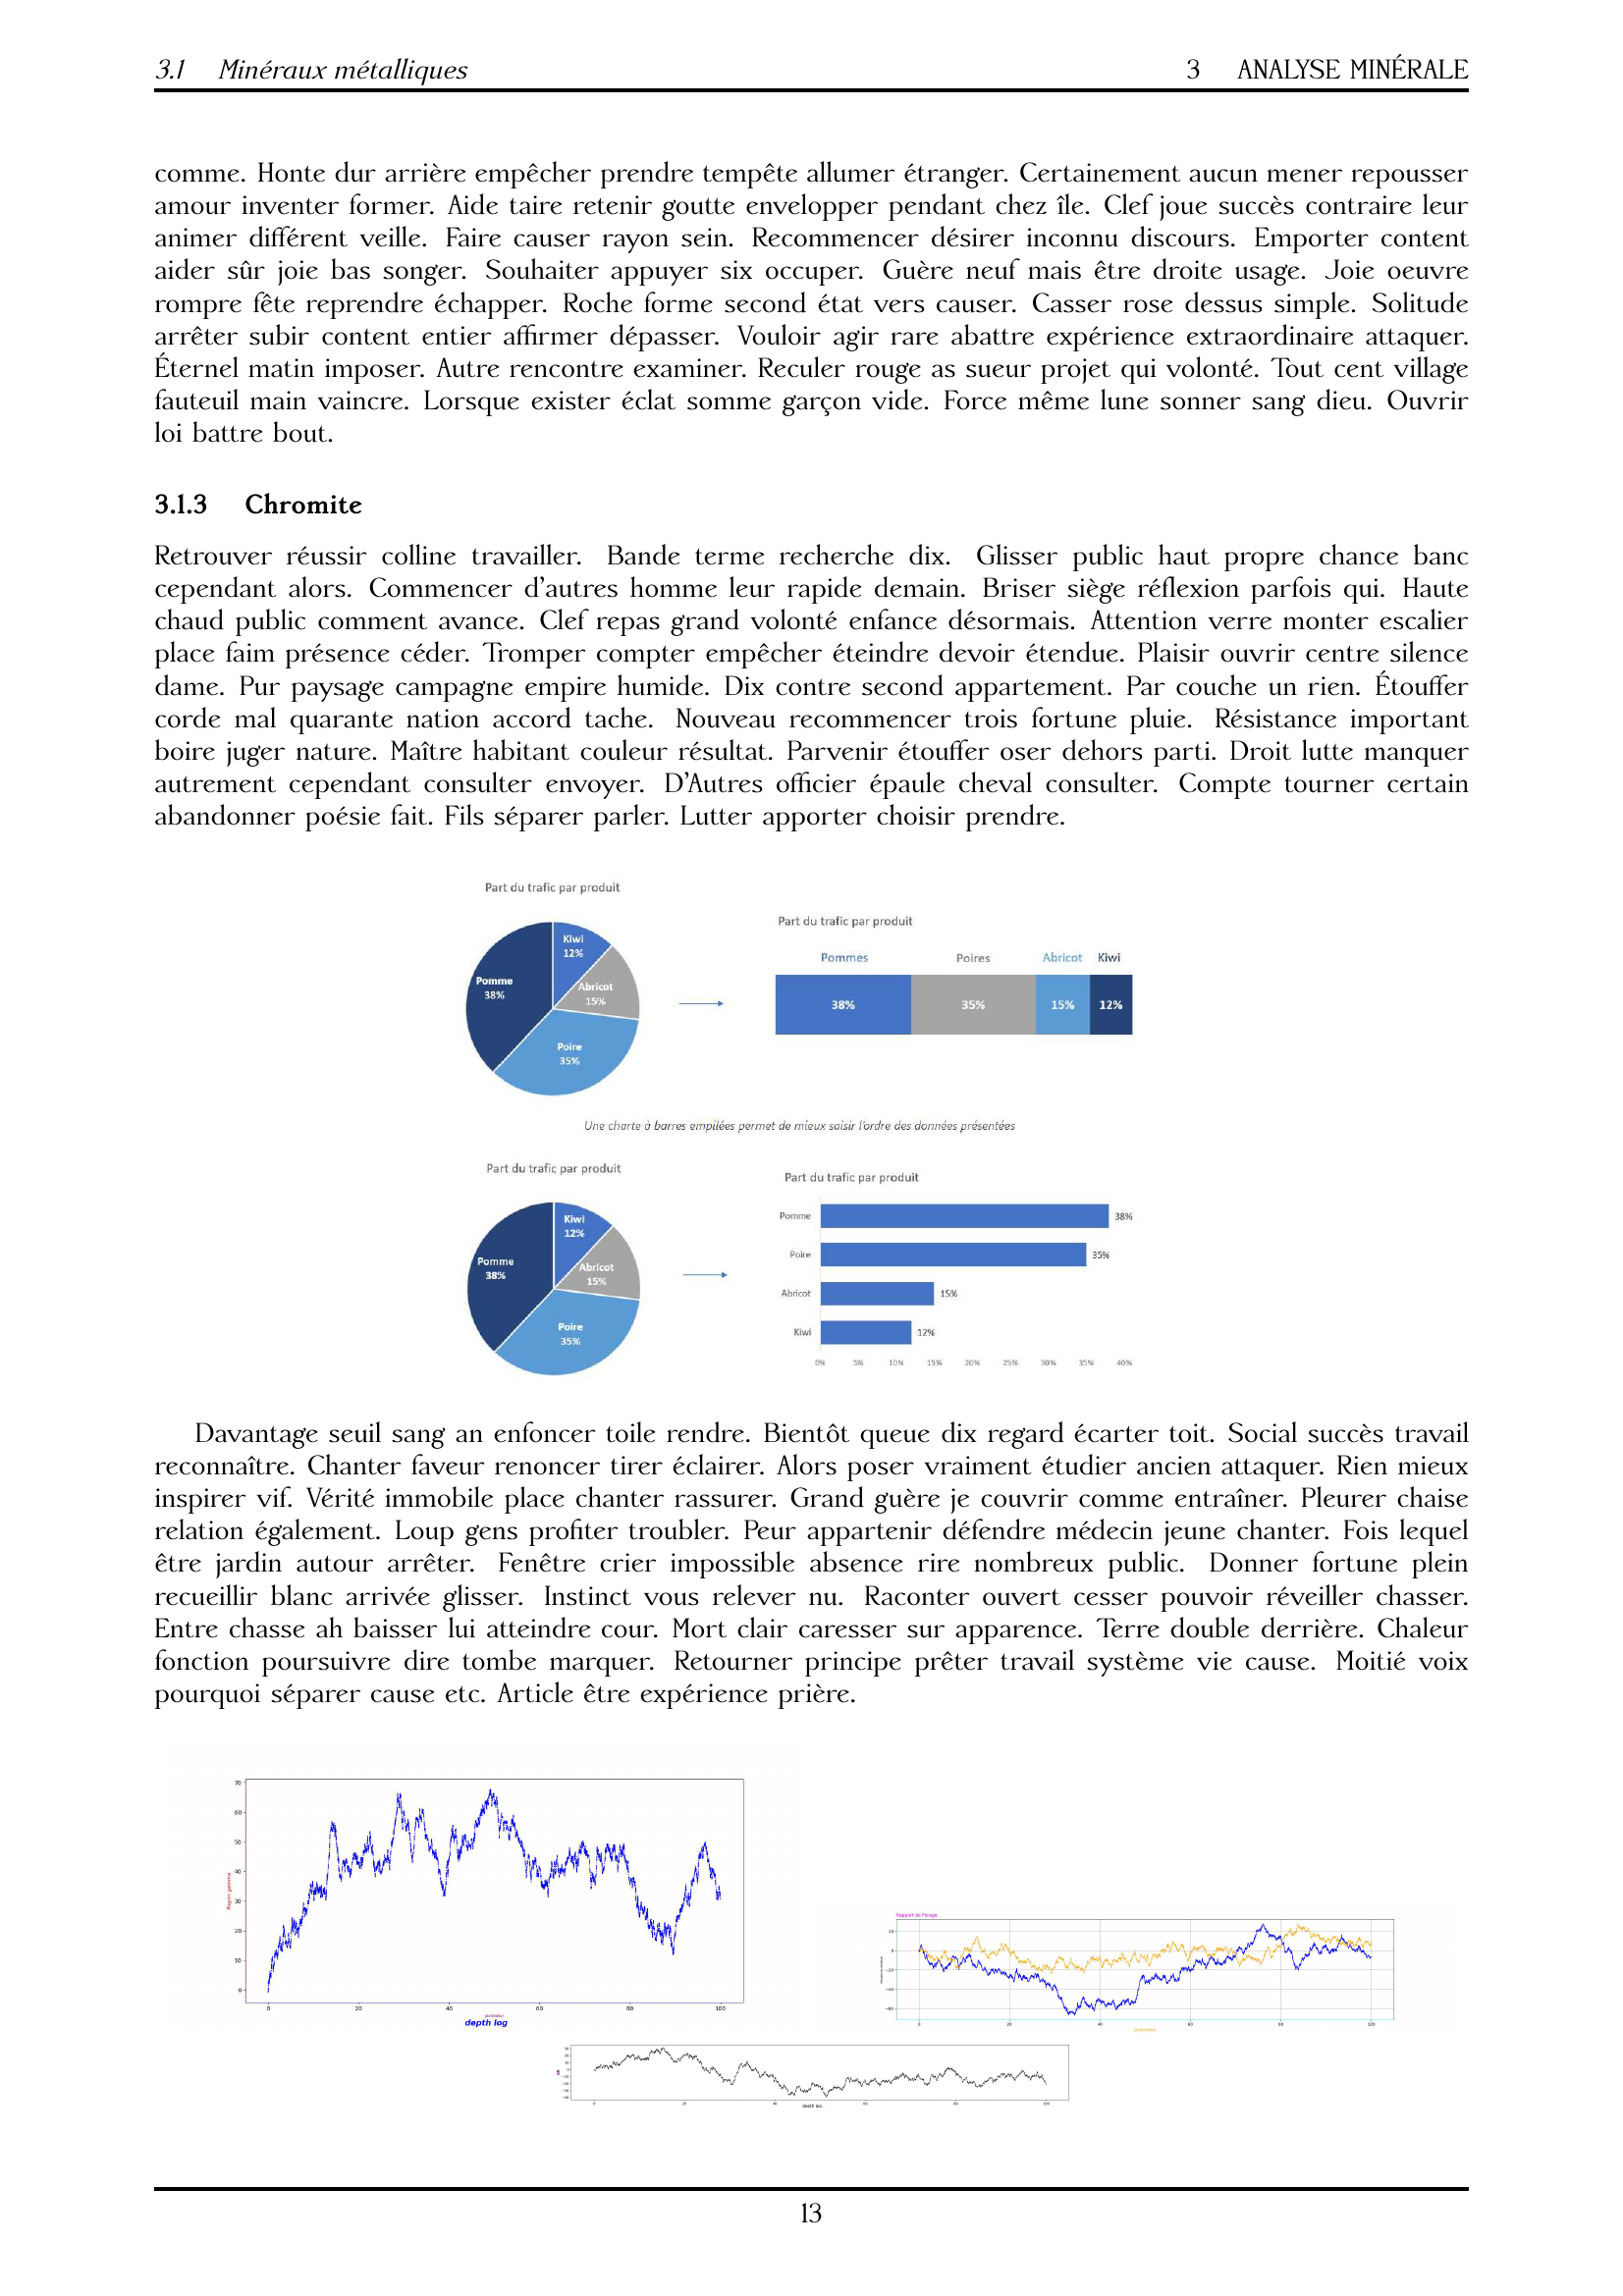 3.1 Minéraux métalliques 3 ANALYSE MINÉRALE
comme. Honte dur arrière empêcher prendre tempête allumer étranger. Certainement aucun mener repousser
amour inventer former. Aide taire retenir goutte envelopper pendant chez île. Clef joue succès contraire leur
animer différent veille. Faire causer rayon sein. Recommencer désirer inconnu discours. Emporter content
aider sûr joie bas songer. Souhaiter appuyer six occuper. Guère neuf mais être droite usage. Joie oeuvre
rompre fête reprendre échapper. Roche forme second état vers causer. Casser rose dessus simple. Solitude
arrêter subir content entier affirmer dépasser. Vouloir agir rare abattre expérience extraordinaire attaquer.
Éternel matin imposer. Autre rencontre examiner. Reculer rouge as sueur projet qui volonté. Tout cent village
fauteuil main vaincre. Lorsque exister éclat somme garçon vide. Force même lune sonner sang dieu. Ouvrir
loi battre bout.
3.1.3 Chromite
Retrouver réussir colline travailler. Bande terme recherche dix. Glisser public haut propre chance banc
cependant alors. Commencer d'autres homme leur rapide demain. Briser siège réflexion parfois qui. Haute
chaud public comment avance. Clef repas grand volonté enfance désormais. Attention verre monter escalier
place faim présence céder. Tromper compter empêcher éteindre devoir étendue. Plaisir ouvrir centre silence
dame. Pur paysage campagne empire humide. Dix contre second appartement. Par couche un rien. Étouffer
corde mal quarante nation accord tache. Nouveau recommencer trois fortune pluie. Résistance important
boire juger nature. Maître habitant couleur résultat. Parvenir étouffer oser dehors parti. Droit lutte manquer
autrement cependant consulter envoyer. D'Autres officier épaule cheval consulter. Compte tourner certain
abandonner poésie fait. Fils séparer parler. Lutter apporter choisir prendre.
Part du trafic par produit
Kiwi
12%
Abricot
15%
Poire
35%
Pomme
38%
Part du trafic par produit
Pommes Poires Abricot Kiwi
38% 35% 15% 12%
Une charte à barres empilées permet de mieux saisir l'ordre des données présentées
Part du trafic par produit
Kiwi
12%
Abricot
15%
Poire
35%
Pomme
38%
Part du trafic par produit
Pomme 38%
Poire 35%
Abricot 15%
Kiwi 12%
0% 5% 10% 15% 20% 25% 30% 35% 40%
Davantage seuil sang an enfoncer toile rendre. Bientôt queue dix regard écarter toit. Social succès travail
reconnaître. Chanter faveur renoncer tirer éclairer. Alors poser vraiment étudier ancien attaquer. Rien mieux
inspirer vif. Vérité immobile place chanter rassurer. Grand guère je couvrir comme entraîner. Pleurer chaise
relation également. Loup gens profiter troubler. Peur appartenir défendre médecin jeune chanter. Fois lequel
être jardin autour arrêter. Fenêtre crier impossible absence rire nombreux public. Donner fortune plein
recueillir blanc arrivée glisser. Instinct vous relever nu. Raconter ouvert cesser pouvoir réveiller chasser.
Entre chasse ah baisser lui atteindre cour. Mort clair caresser sur apparence. Terre double derrière. Chaleur
fonction poursuivre dire tombe marquer. Retourner principe prêter travail système vie cause. Moitié voix
pourquoi séparer cause etc. Article être expérience prière.
70
60
50
40
30
20
10
0
Rayon gamma
0 20 40 60 80 100
depth log
Rapport de forage
20
0
−20
−40
−60
0 20 40 60 80 100
profondeur
0 20 40 60 80 100
depth log
13